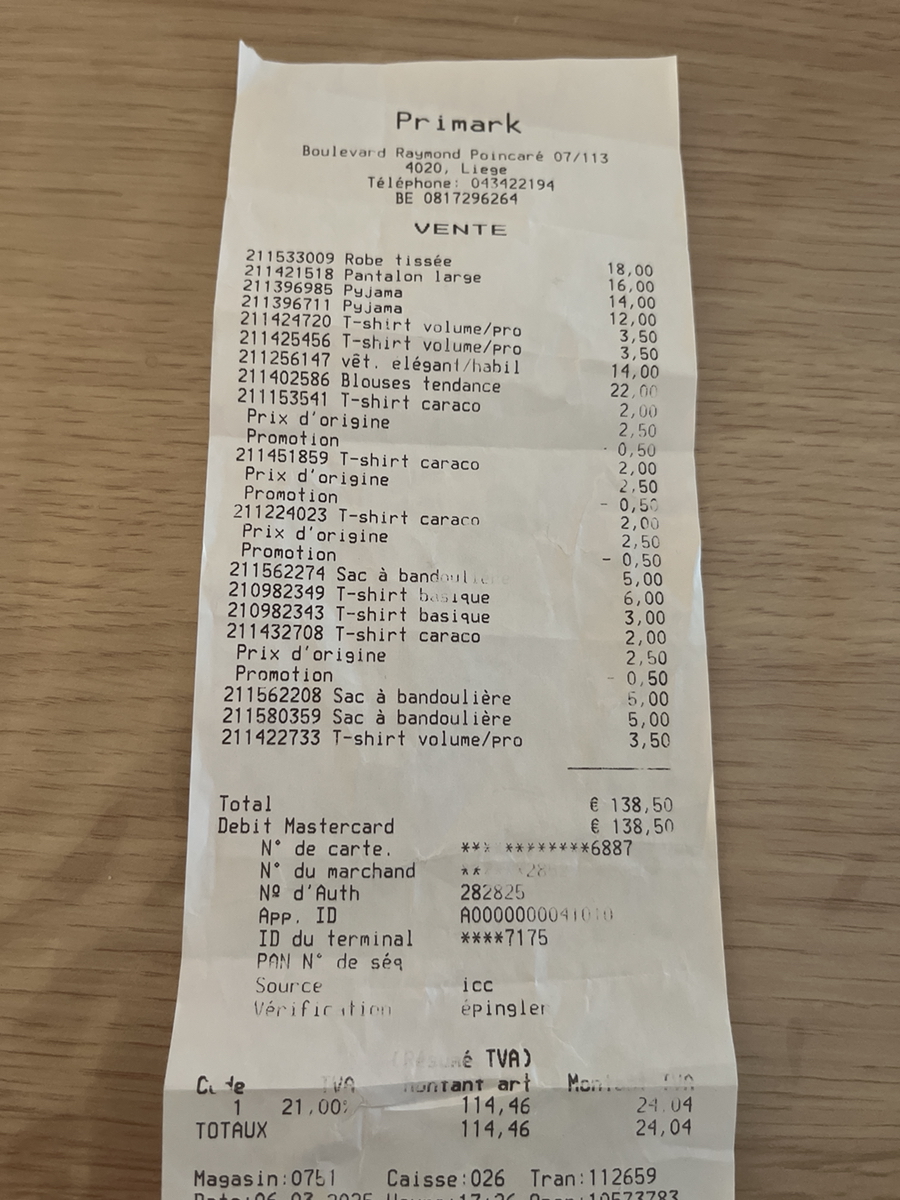 Primark
Boulevard Raymond Poincaré 07/113
4020, Liege
Téléphone: 043422194
BE 0817296264
VENTE
211533009 Robe tissée 18,00
211421518 Pantalon large 16,00
211396985 Pyjama 14,00
211396711 Pyjama 12,00
211424720 T-shirt volume/pro 3,50
211425456 T-shirt volume/pro 3,50
211256147 vêt. elégant/habil 14,00
211402586 Blouses tendance 22,00
211153541 T-shirt caraco 2,00
Prix d'origine 2,50
Promotion - 0,50
211451859 T-shirt caraco 2,00
Prix d'origine 2,50
Promotion - 0,50
211224023 T-shirt caraco 2,00
Prix d'origine 2,50
Promotion - 0,50
211562274 Sac à bandoulière 5,00
210982349 T-shirt basique 6,00
210982343 T-shirt basique 3,00
211432708 T-shirt caraco 2,00
Prix d'origine 2,50
Promotion - 0,50
211562208 Sac à bandoulière 5,00
211580359 Sac à bandoulière 5,00
211422733 T-shirt volume/pro 3,50
Total € 138,50
Debit Mastercard € 138,50
N° de carte. *** ********6887
N° du marchand
Nº d'Auth 282825
App. ID A0000000041010
ID du terminal ****7175
PAN N° de séq
Source icc
Vérification épingler
(Résumé TVA)
Code TVA montant art Montant TVA
1 21,00% 114,46 24,04
TOTAUX 114,46 24,04
Magasin:0751 Caisse:026 Tran:112659